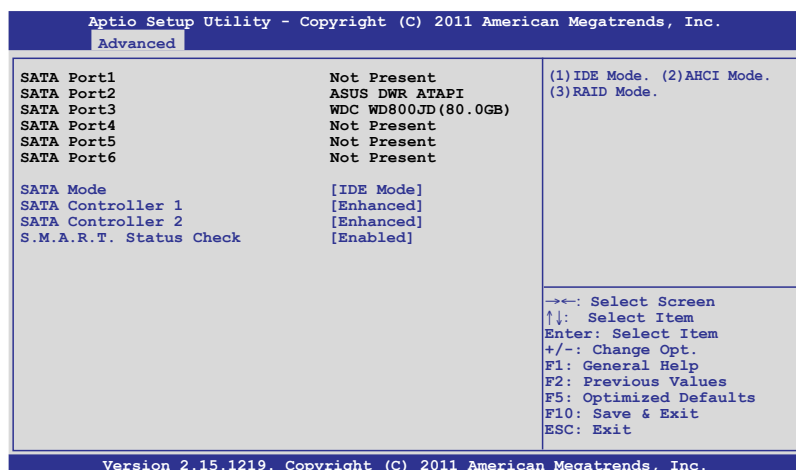 Aptio Setup Utility - Copyright (C) 2011 American Megatrends, Inc.
Advanced
SATA Port1 Not Present
SATA Port2 ASUS DWR ATAPI
SATA Port3 WDC WD800JD(80.0GB)
SATA Port4 Not Present
SATA Port5 Not Present
SATA Port6 Not Present
SATA Mode [IDE Mode]
SATA Controller 1 [Enhanced]
SATA Controller 2 [Enhanced]
S.M.A.R.T. Status Check [Enabled]
(1)IDE Mode. (2)AHCI Mode.
(3)RAID Mode.
→←: Select Screen
↑↓: Select Item
Enter: Select Item
+/-: Change Opt.
F1: General Help
F2: Previous Values
F5: Optimized Defaults
F10: Save & Exit
ESC: Exit
Version 2.15.1219. Copyright (C) 2011 American Megatrends, Inc.